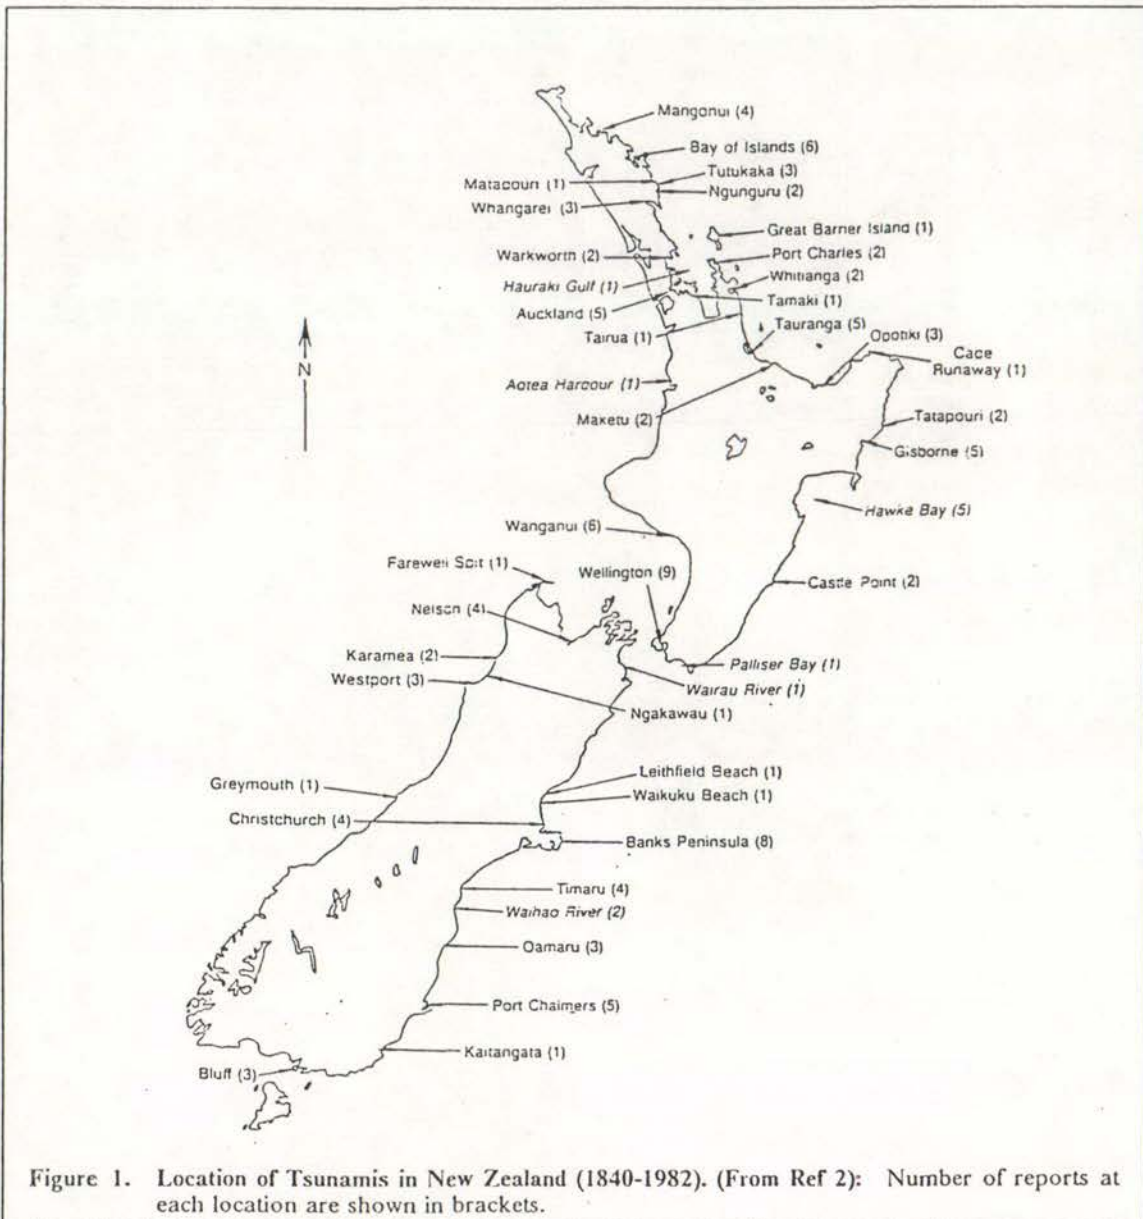 Mangonui (4)
Bay of Islands (6)
Tutukaka (3)
Matapouri (1)
Ngunguru (2)
Whangarei (3)
Great Barrier Island (1)
Warkworth (2)
Port Charles (2)
Hauraki Gulf (1)
Whitianga (2)
Auckland (5)
Tamaki (1)
Tairua (1)
Tauranga (5)
Opotiki (3)
Cape
Runaway (1)
N
Aotea Harbour (1)
Maketu (2)
Tatapouri (2)
Gisborne (5)
Hawke Bay (5)
Wanganui (6)
Farewell Spit (1)
Wellington (9)
Castle Point (2)
Nelson (4)
Karamea (2)
Palliser Bay (1)
Westport (3)
Wairau River (1)
Ngakawau (1)
Leithfield Beach (1)
Greymouth (1)
Waikuku Beach (1)
Christchurch (4)
Banks Peninsula (8)
Timaru (4)
Waihao River (2)
Oamaru (3)
Port Chalmers (5)
Kaitangata (1)
Bluff (3)
Figure 1. Location of Tsunamis in New Zealand (1840-1982). (From Ref 2): Number of reports at
each location are shown in brackets.